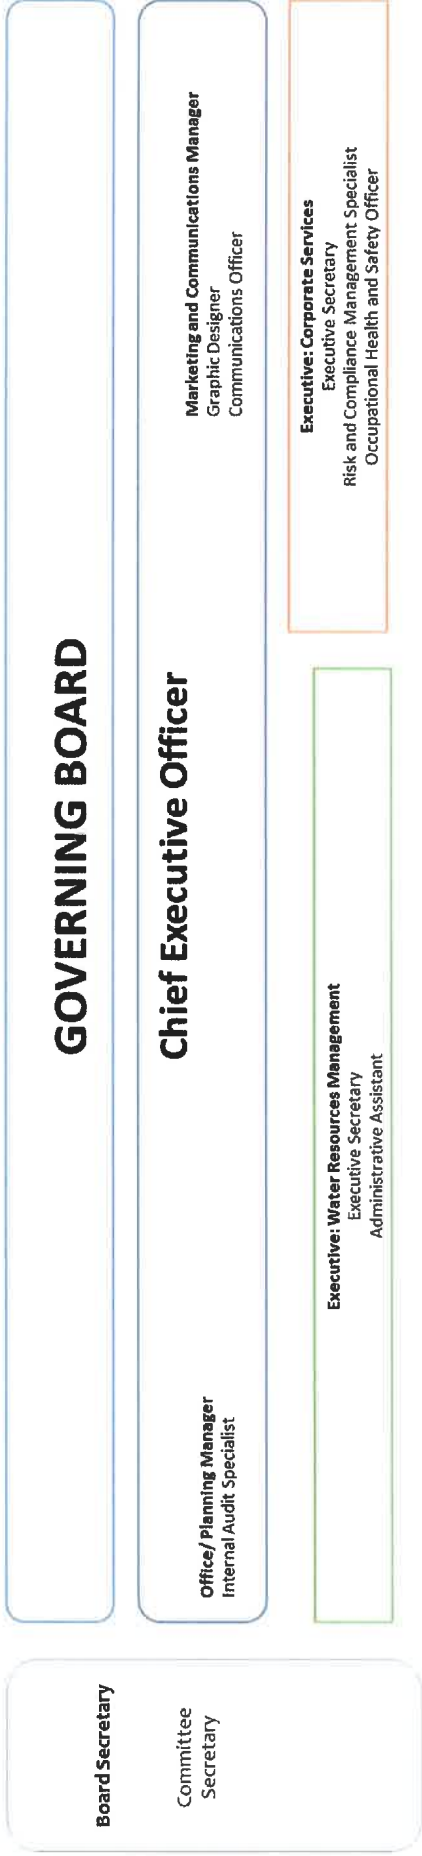 Board Secretary
Committee
Secretary
GOVERNING BOARD
Chief Executive Officer
Office/ Planning Manager
Internal Audit Specialist
Marketing and Communications Manager
Graphic Designer
Communications Officer
Executive: Water Resources Management
Executive Secretary
Administrative Assistant
Executive: Corporate Services
Executive Secretary
Risk and Compliance Management Specialist
Occupational Health and Safety Officer